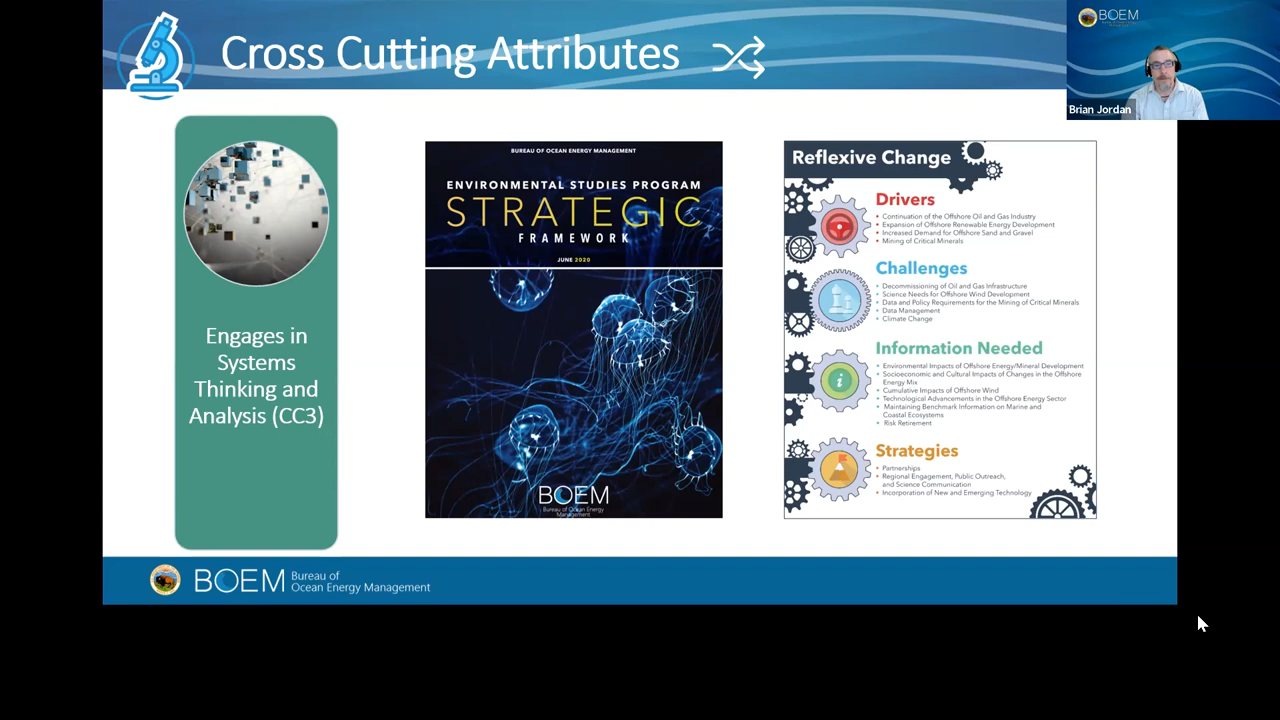 Cross Cutting Attributes
BOEM
Brian Jordan
Engages in
Systems
Thinking and
Analysis (CC3)
BUREAU OF OCEAN ENERGY MANAGEMENT
ENVIRONMENTAL STUDIES PROGRAM
STRATEGIC
FRAMEWORK
JUNE 2020
BOEM
Bureau of Ocean Energy
Management
Reflexive Change
Drivers
• Continuation of the Offshore Oil and Gas Industry
• Expansion of Offshore Renewable Energy Development
• Increased Demand for Offshore Sand and Gravel
• Mining of Critical Minerals
Challenges
• Decommissioning of Oil and Gas Infrastructure
• Science Needs for Offshore Wind Development
• Data and Policy Requirements for the Mining of Critical Minerals
• Data Management
• Climate Change
Information Needed
• Environmental Impacts of Offshore Energy/Mineral Development
• Socioeconomic and Cultural Impacts of Changes in the Offshore
Energy Mix
• Cumulative Impacts of Offshore Wind
• Technological Advancements in the Offshore Energy Sector
• Maintaining Benchmark Information on Marine and
Coastal Ecosystems
• Risk Retirement
Strategies
• Partnerships
• Regional Engagement, Public Outreach,
and Science Communication
• Incorporation of New and Emerging Technology
BOEM
Bureau of
Ocean Energy Management